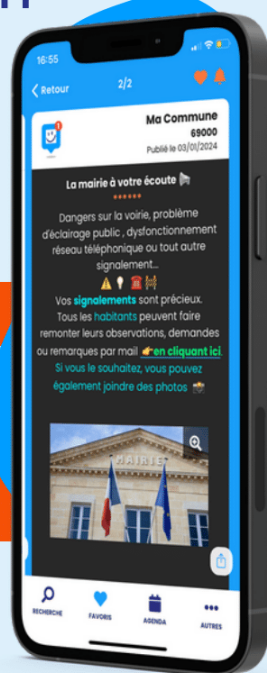 16:55
Retour
2/2
Ma Commune
69000
Publié le 03/01/2024
La mairie à votre écoute
Dangers sur la voirie, problème
d'éclairage public , dysfonctionnement
réseau téléphonique ou tout autre
signalement...
Vos signalements sont précieux.
Tous les habitants peuvent faire
remonter leurs observations, demandes
ou remarques par mail en cliquant ici.
Si vous le souhaitez, vous pouvez
également joindre des photos
MAIRIE
RECHERCHE
FAVORIS
AGENDA
AUTRES